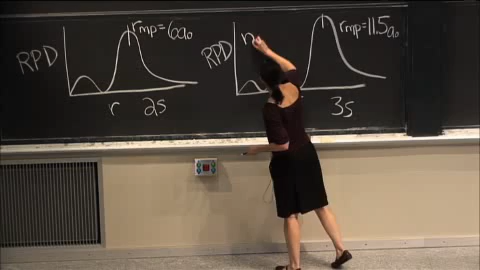 RPD
rmp=6a₀
r 2s
RPD
n
rmp=11.5a₀
3s